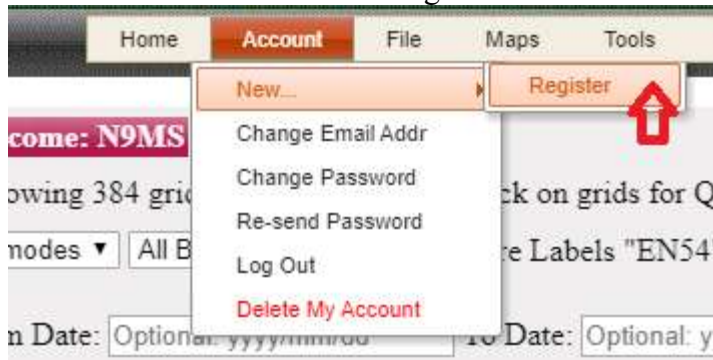 Home Account File Maps Tools
New... Register
come: N9MS
Change Email Addr
owing 384 grid Change Password ck on grids for Q
Re-send Password
modes ▼ All B re Labels "EN54"
Log Out
Delete My Account
m Date: Optional: yyyy/mm/dd To Date: Optional: y